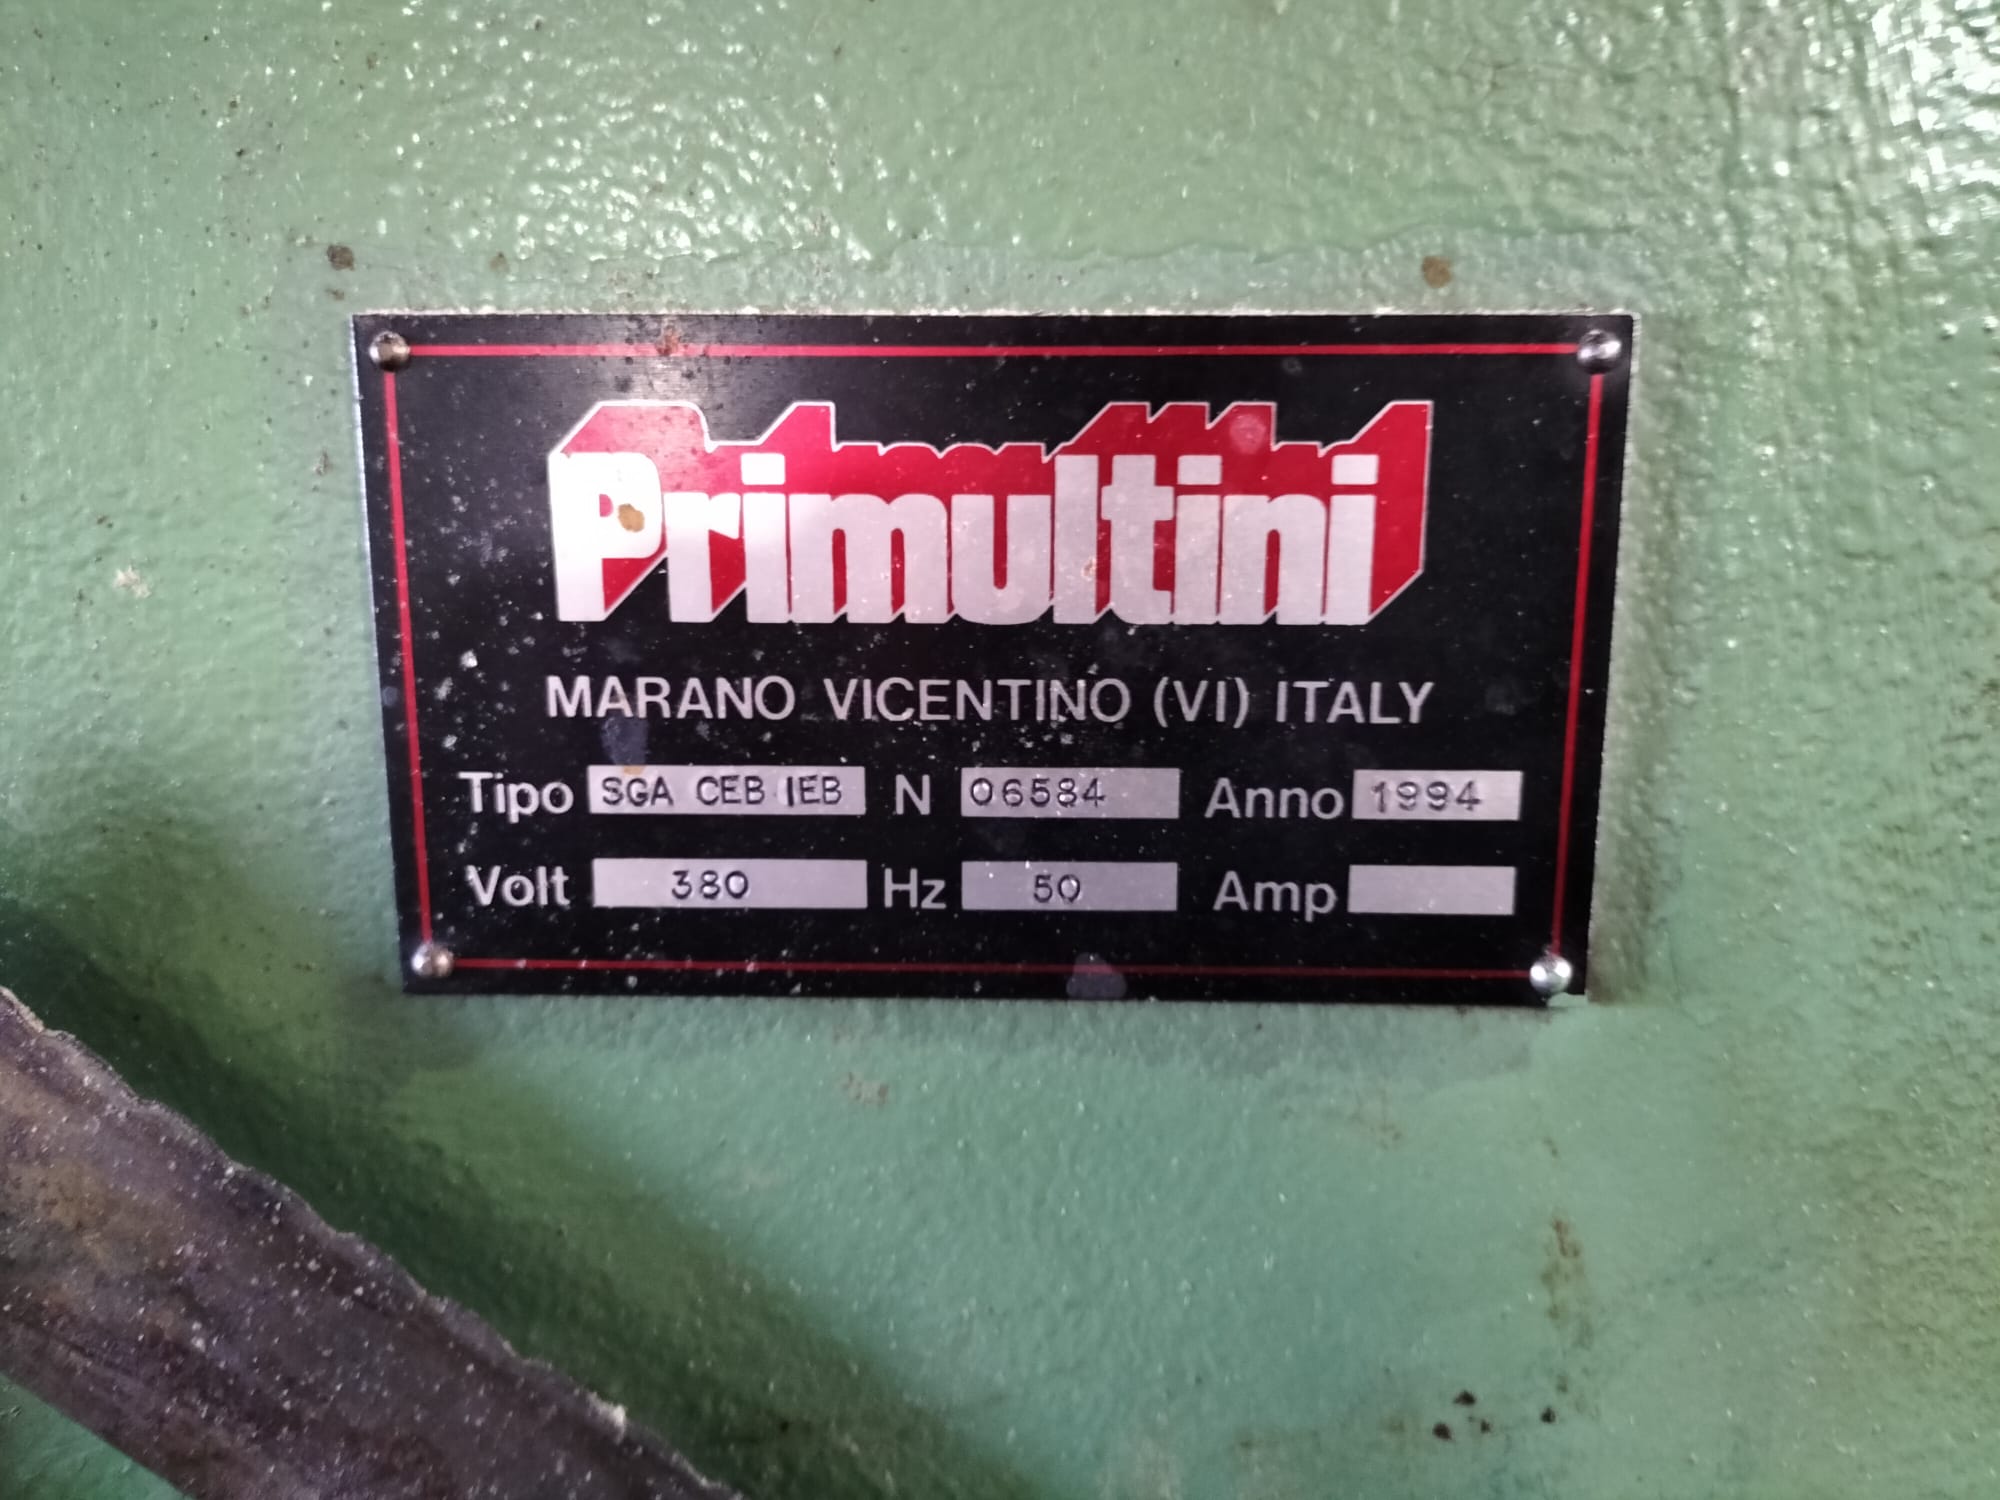 Primultini
MARANO VICENTINO (VI) ITALY
Tipo SGA CEB IEB N 06584 Anno 1994
Volt 380 Hz 50 Amp